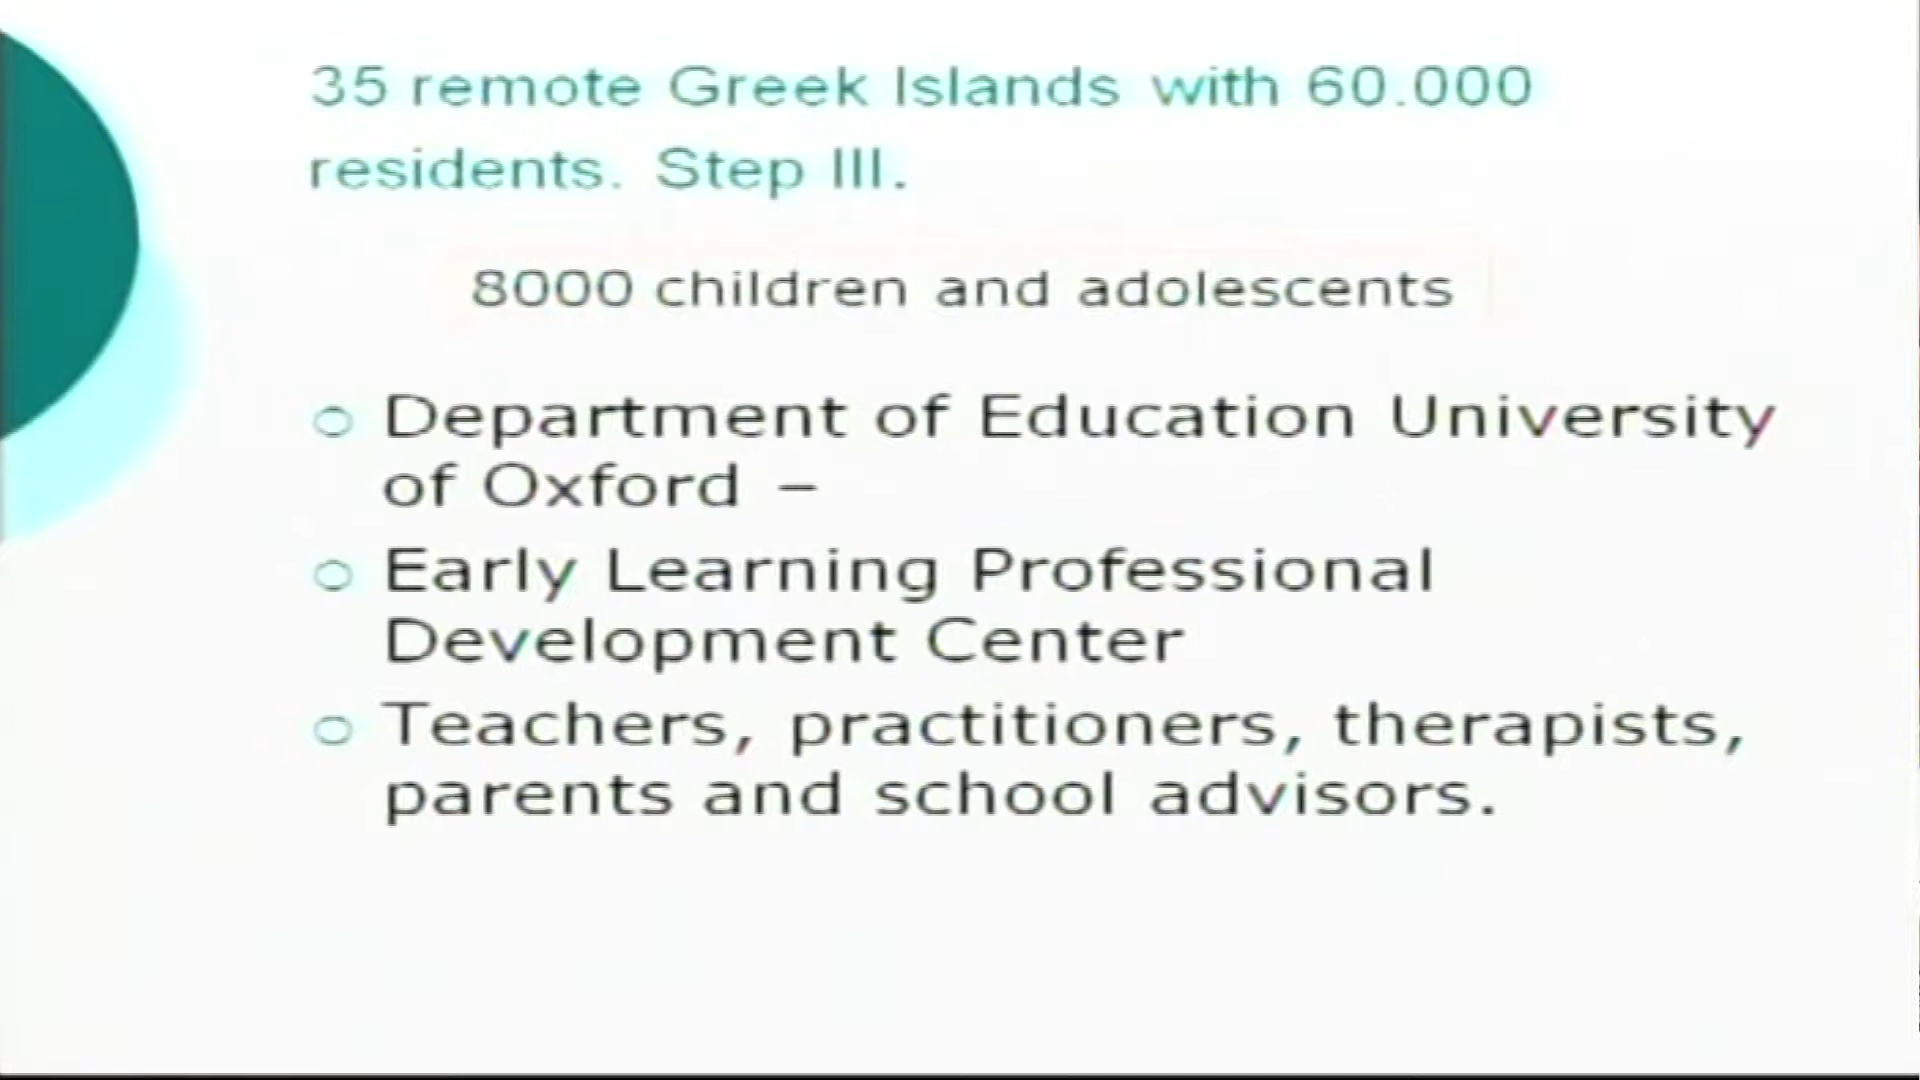 35 remote Greek Islands with 60.000
residents. Step III.
8000 children and adolescents
Department of Education University
of Oxford –
Early Learning Professional
Development Center
Teachers, practitioners, therapists,
parents and school advisors.